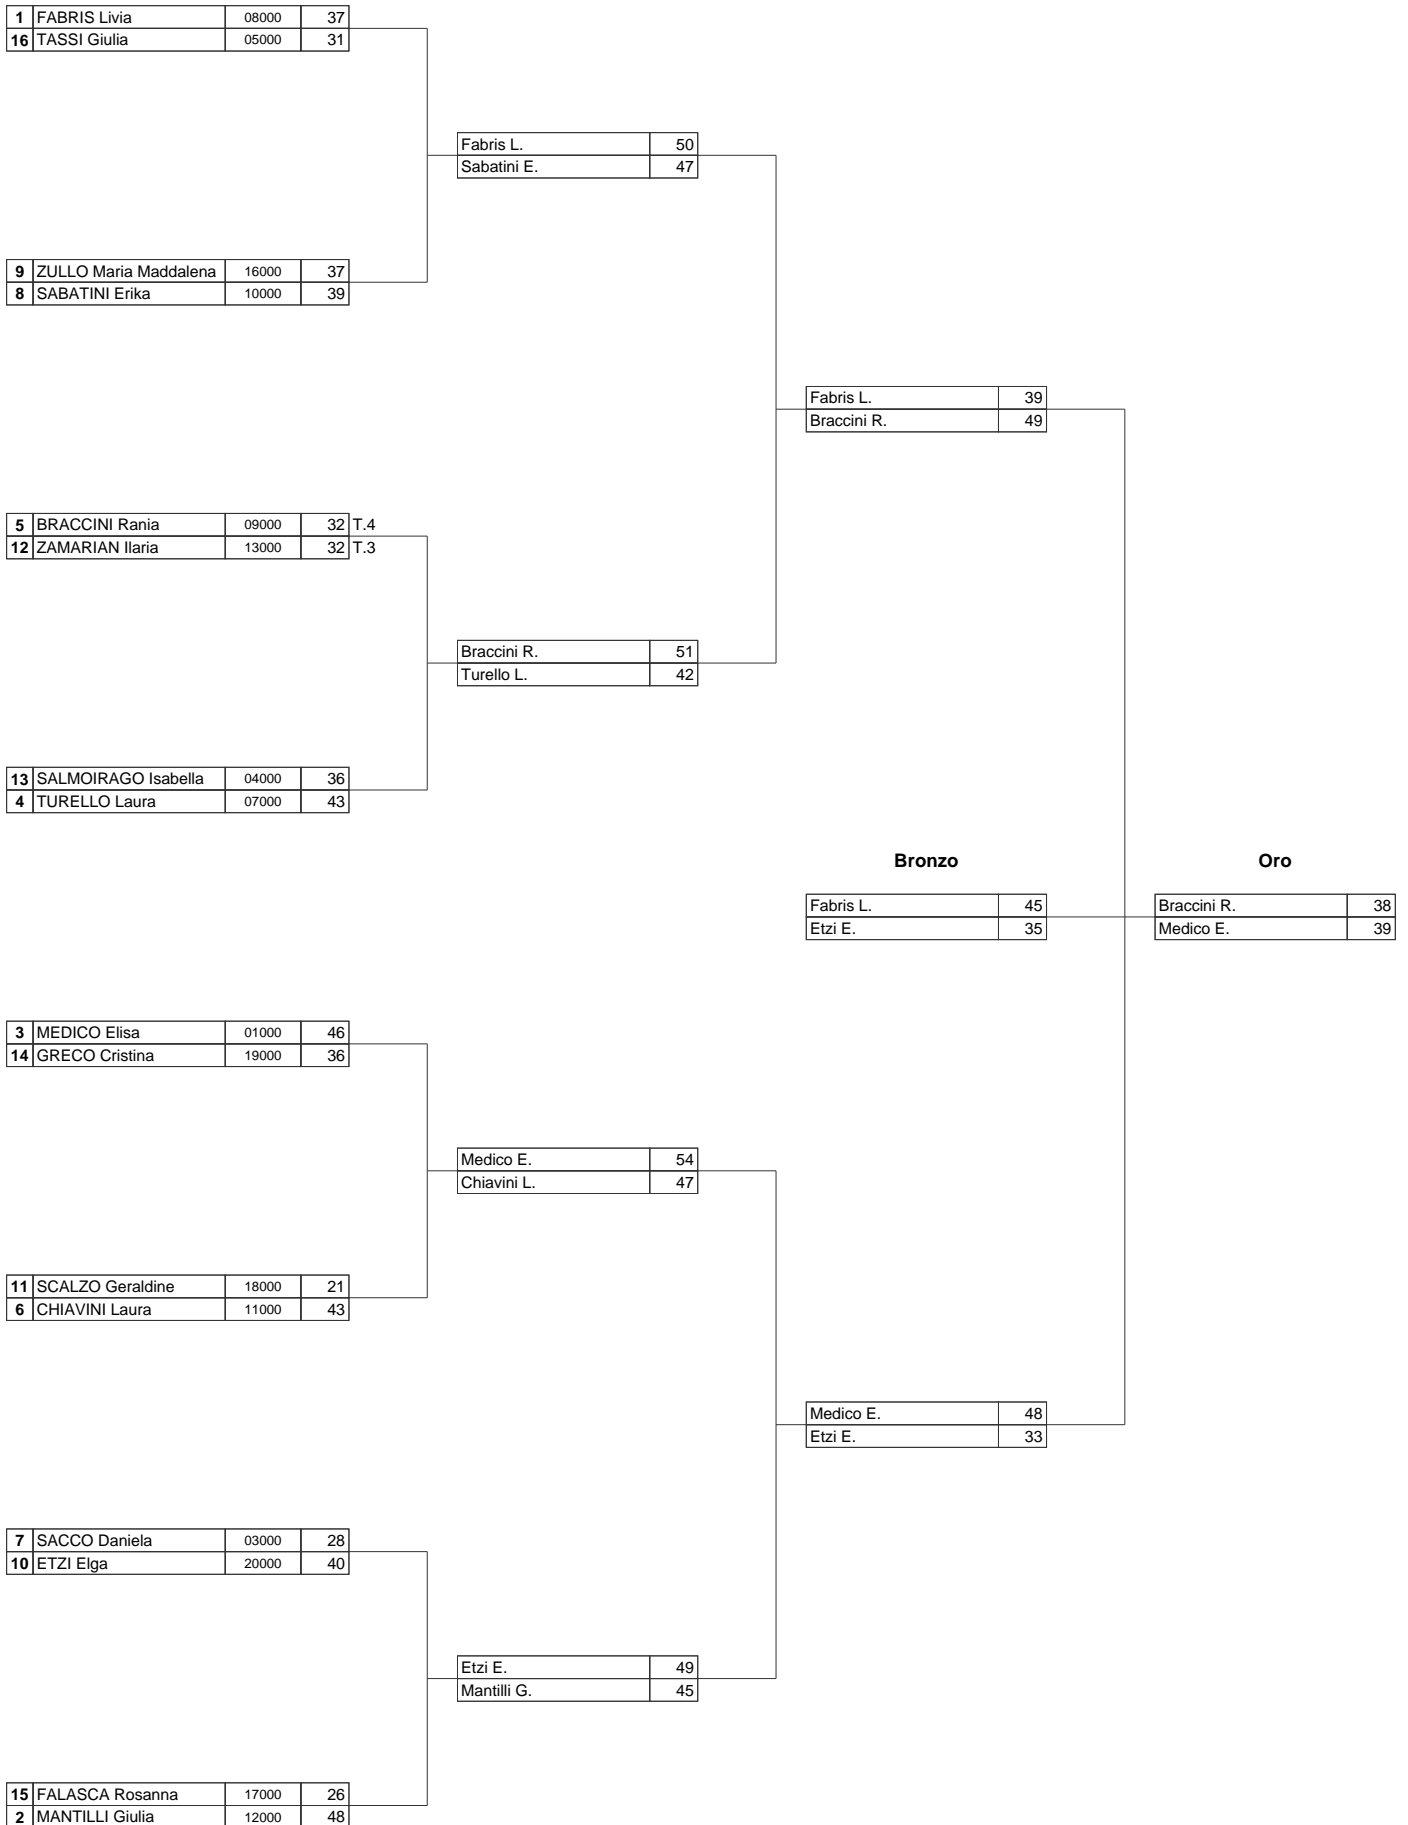 1 FABRIS Livia 08000 37
16 TASSI Giulia 05000 31
Fabris L. 50
Sabatini E. 47
9 ZULLO Maria Maddalena 16000 37
8 SABATINI Erika 10000 39
Fabris L. 39
Braccini R. 49
5 BRACCINI Rania 09000 32 T.4
12 ZAMARIAN Ilaria 13000 32 T.3
Braccini R. 51
Turello L. 42
13 SALMOIRAGO Isabella 04000 36
4 TURELLO Laura 07000 43
Bronzo Oro
Fabris L. 45 Braccini R. 38
Etzi E. 35 Medico E. 39
3 MEDICO Elisa 01000 46
14 GRECO Cristina 19000 36
Medico E. 54
Chiavini L. 47
11 SCALZO Geraldine 18000 21
6 CHIAVINI Laura 11000 43
Medico E. 48
Etzi E. 33
7 SACCO Daniela 03000 28
10 ETZI Elga 20000 40
Etzi E. 49
Mantilli G. 45
15 FALASCA Rosanna 17000 26
2 MANTILLI Giulia 12000 48